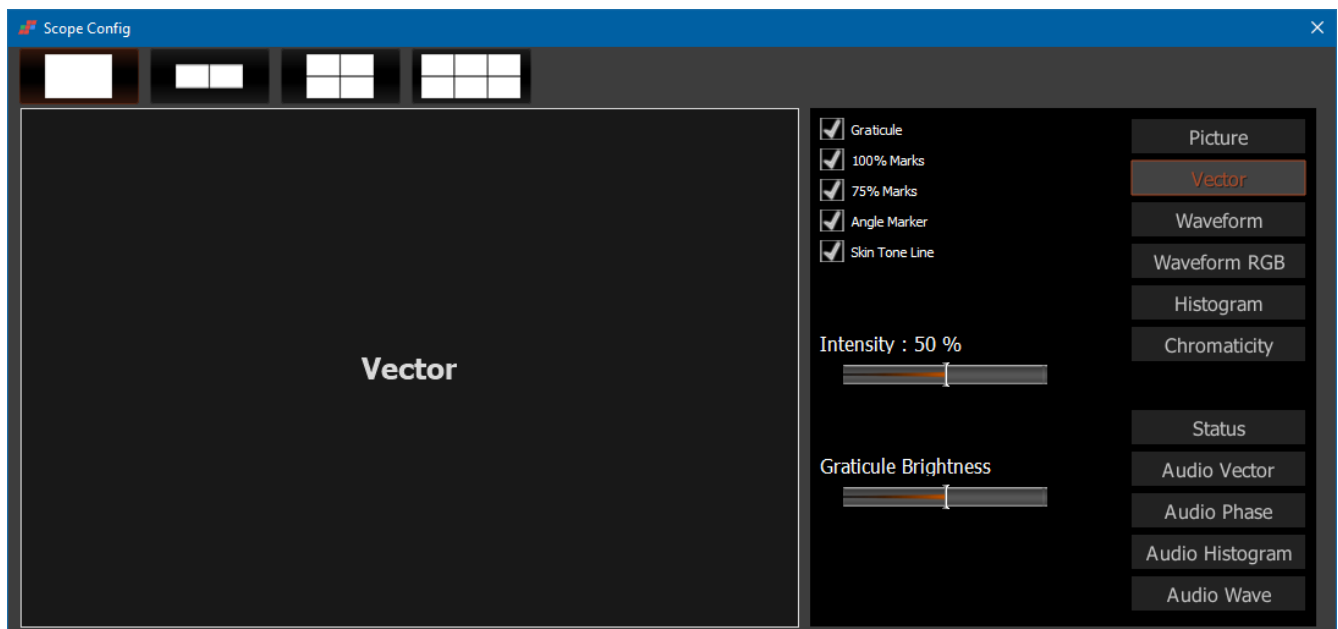 Scope Config
Graticule
100% Marks
75% Marks
Angle Marker
Skin Tone Line
Intensity : 50 %
Graticule Brightness
Vector
Picture
Vector
Waveform
Waveform RGB
Histogram
Chromaticity
Status
Audio Vector
Audio Phase
Audio Histogram
Audio Wave